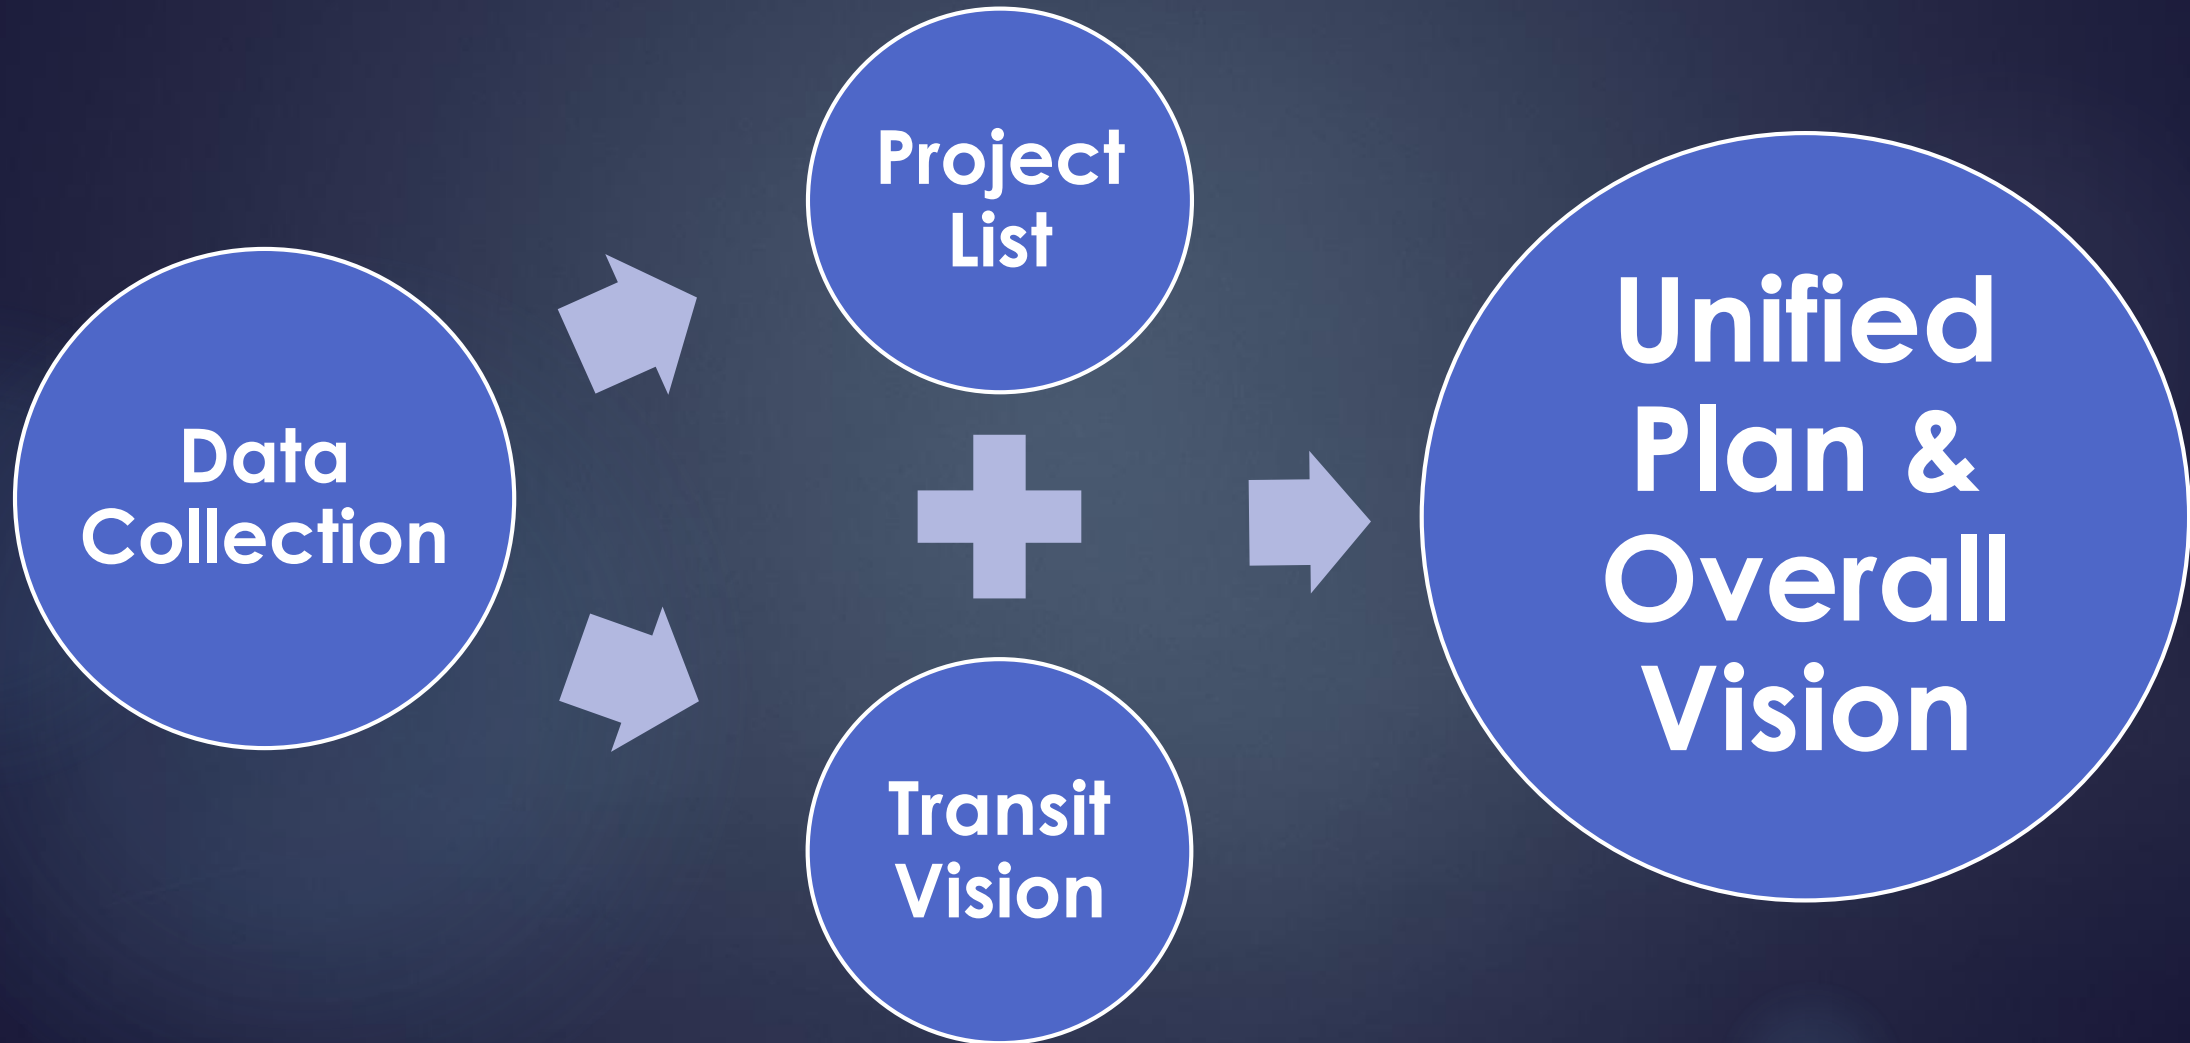 Data
Collection
Project
List
Transit
Vision
Unified
Plan &
Overall
Vision